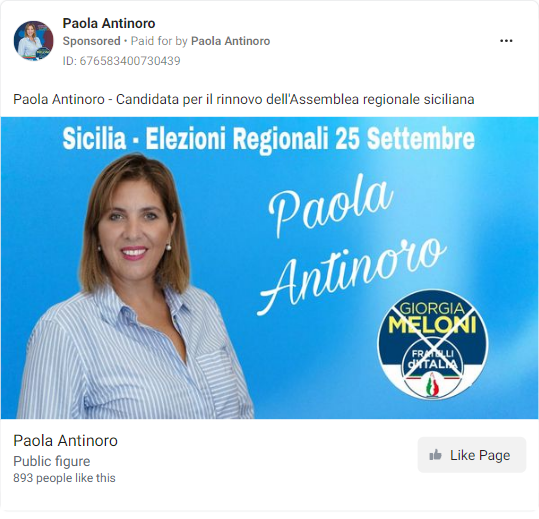 Paola Antinoro
Sponsored • Paid for by Paola Antinoro
ID: 676583400730439
Paola Antinoro - Candidata per il rinnovo dell'Assemblea regionale siciliana
Sicilia - Elezioni Regionali 25 Settembre
Paola
Antinoro
GIORGIA
MELONI
FRATELLI
d'ITALIA
Paola Antinoro
Public figure
893 people like this
Like Page